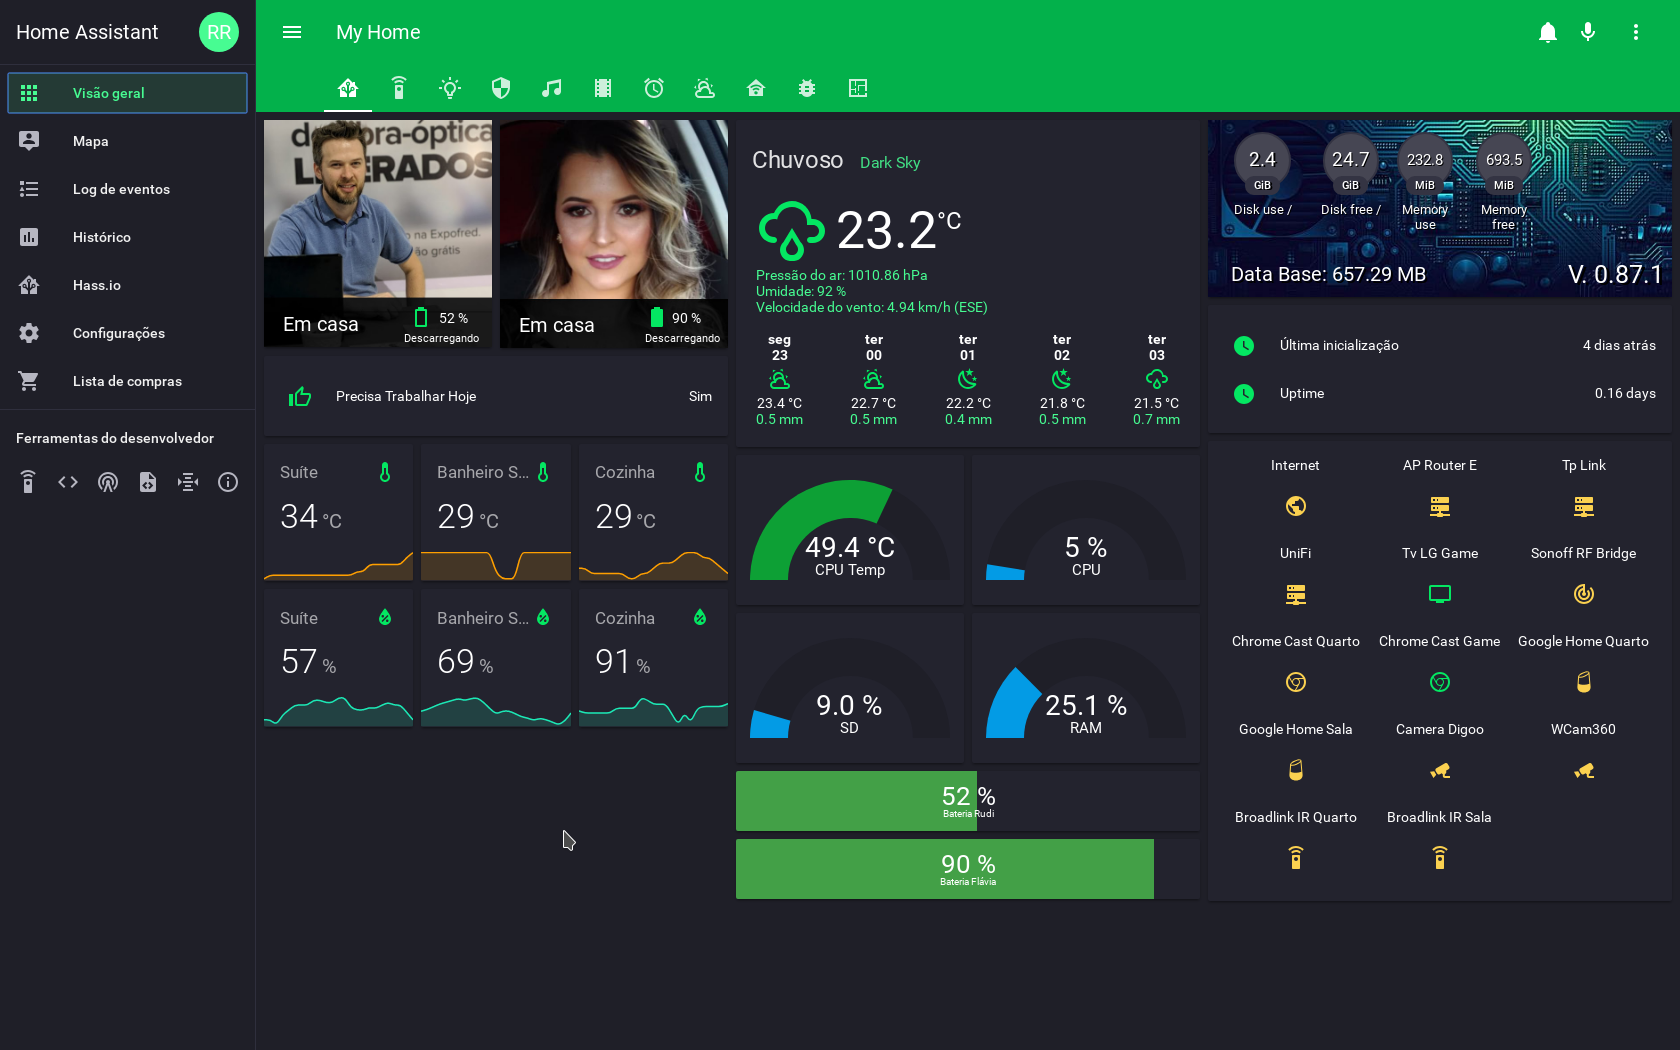 Home Assistant
RR
My Home
Visão geral
Mapa
Log de eventos
Histórico
Hass.io
Configurações
Lista de compras
Ferramentas do desenvolvedor
LIBERADOS
o na Expofred.
ão grátis
Em casa
52 %
Descarregando
Em casa
90 %
Descarregando
Precisa Trabalhar Hoje Sim
Suíte
34 °C
Banheiro S...
29 °C
Cozinha
29 °C
Suíte
57 %
Banheiro S...
69 %
Cozinha
91 %
Chuvoso Dark Sky
23.2 °C
Pressão do ar: 1010.86 hPa
Umidade: 92 %
Velocidade do vento: 4.94 km/h (ESE)
seg ter ter ter ter
23 00 01 02 03
23.4 °C 22.7 °C 22.2 °C 21.8 °C 21.5 °C
0.5 mm 0.5 mm 0.4 mm 0.5 mm 0.7 mm
49.4 °C
CPU Temp
5 %
CPU
9.0 %
SD
25.1 %
RAM
52 %
Bateria Rudi
90 %
Bateria Flávia
2.4 24.7 232.8 693.5
GiB GiB MiB MiB
Disk use / Disk free / Memory use Memory free
Data Base: 657.29 MB V. 0.87.1
Última inicialização 4 dias atrás
Uptime 0.16 days
Internet AP Router E Tp Link
UniFi Tv LG Game Sonoff RF Bridge
Chrome Cast Quarto Chrome Cast Game Google Home Quarto
Google Home Sala Camera Digoo WCam360
Broadlink IR Quarto Broadlink IR Sala